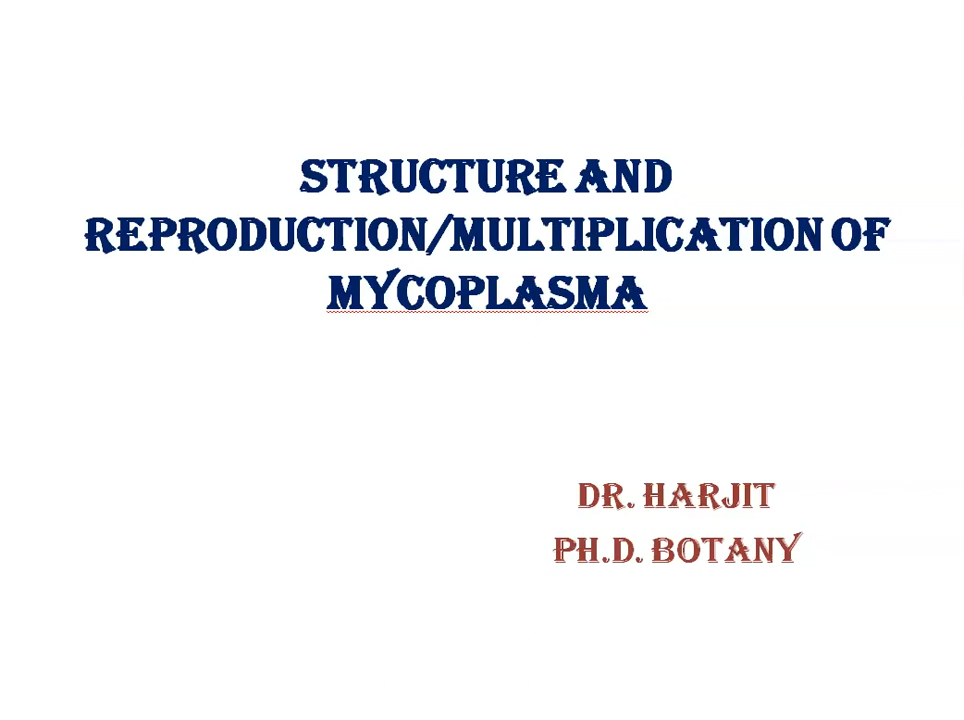 STRUCTURE AND
REPRODUCTION/MULTIPLICATION OF
MYCOPLASMA
DR. HARJIT
PH.D. BOTANY